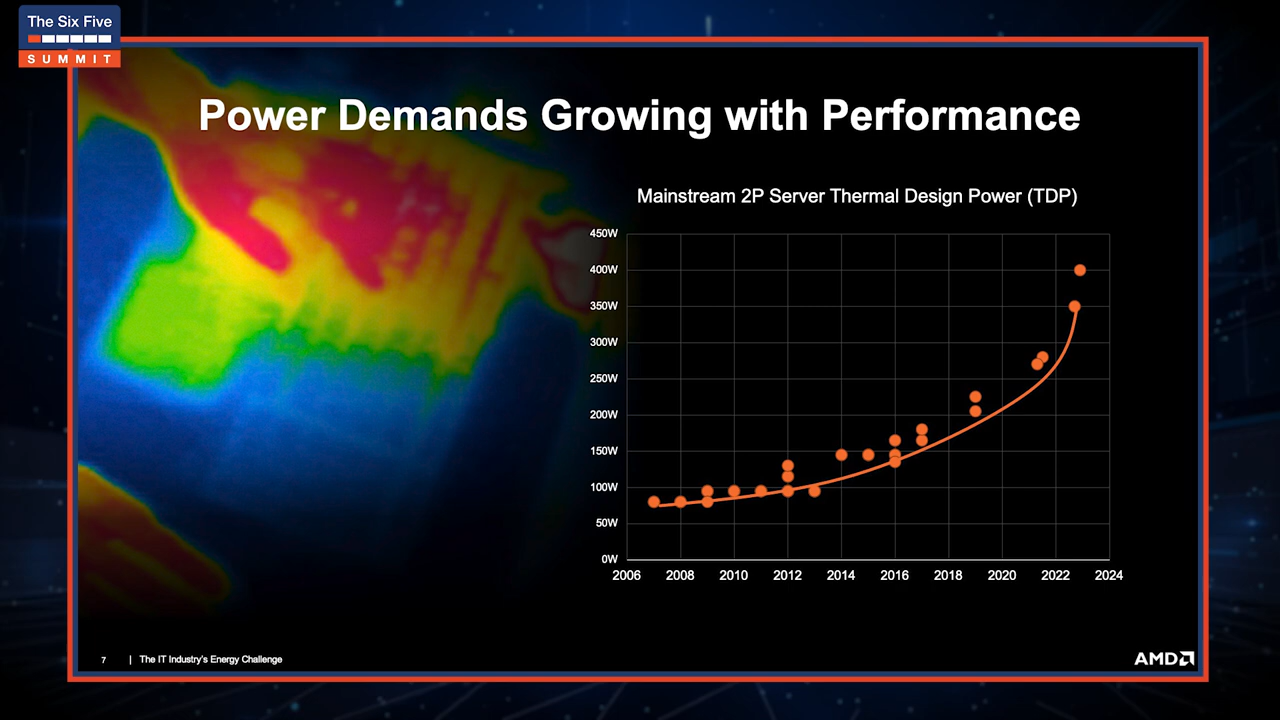 The Six Five
SUMMIT
Power Demands Growing with Performance
Mainstream 2P Server Thermal Design Power (TDP)
450W
400W
350W
300W
250W
200W
150W
100W
50W
0W
2006 2008 2010 2012 2014 2016 2018 2020 2022 2024
7 | The IT Industry's Energy Challenge
AMD